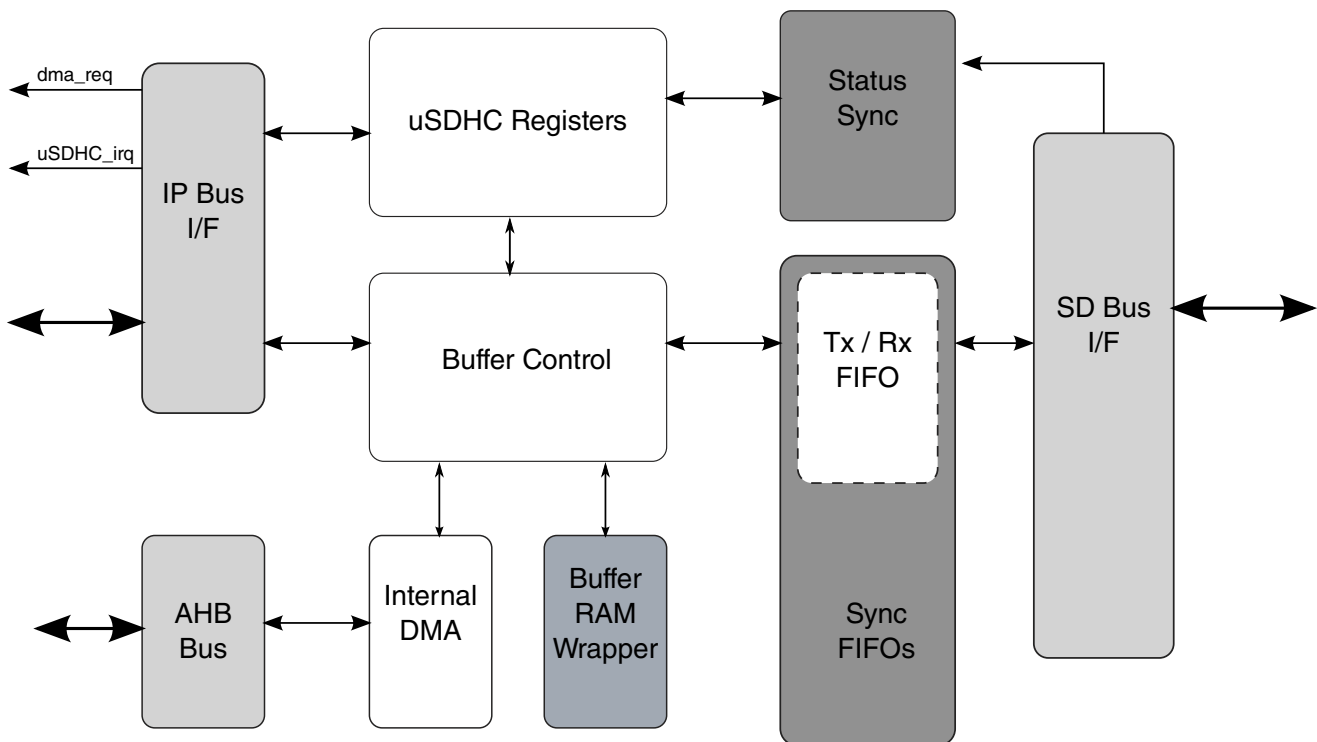 dma_req
uSDHC_irq
IP Bus
I/F
uSDHC Registers
Status
Sync
Buffer Control
Tx / Rx
FIFO
SD Bus
I/F
AHB
Bus
Internal
DMA
Buffer
RAM
Wrapper
Sync
FIFOs